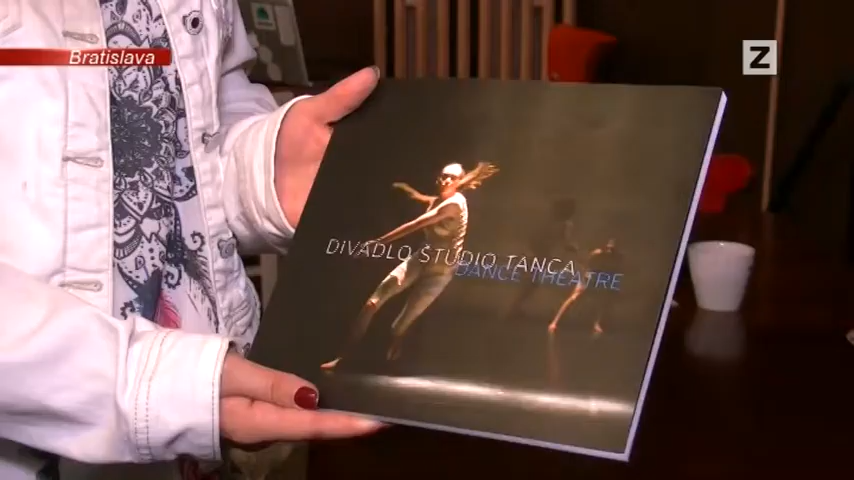 Bratislava
Z
DIVADLO ŠTÚDIO TANCA
DANCE THEATRE